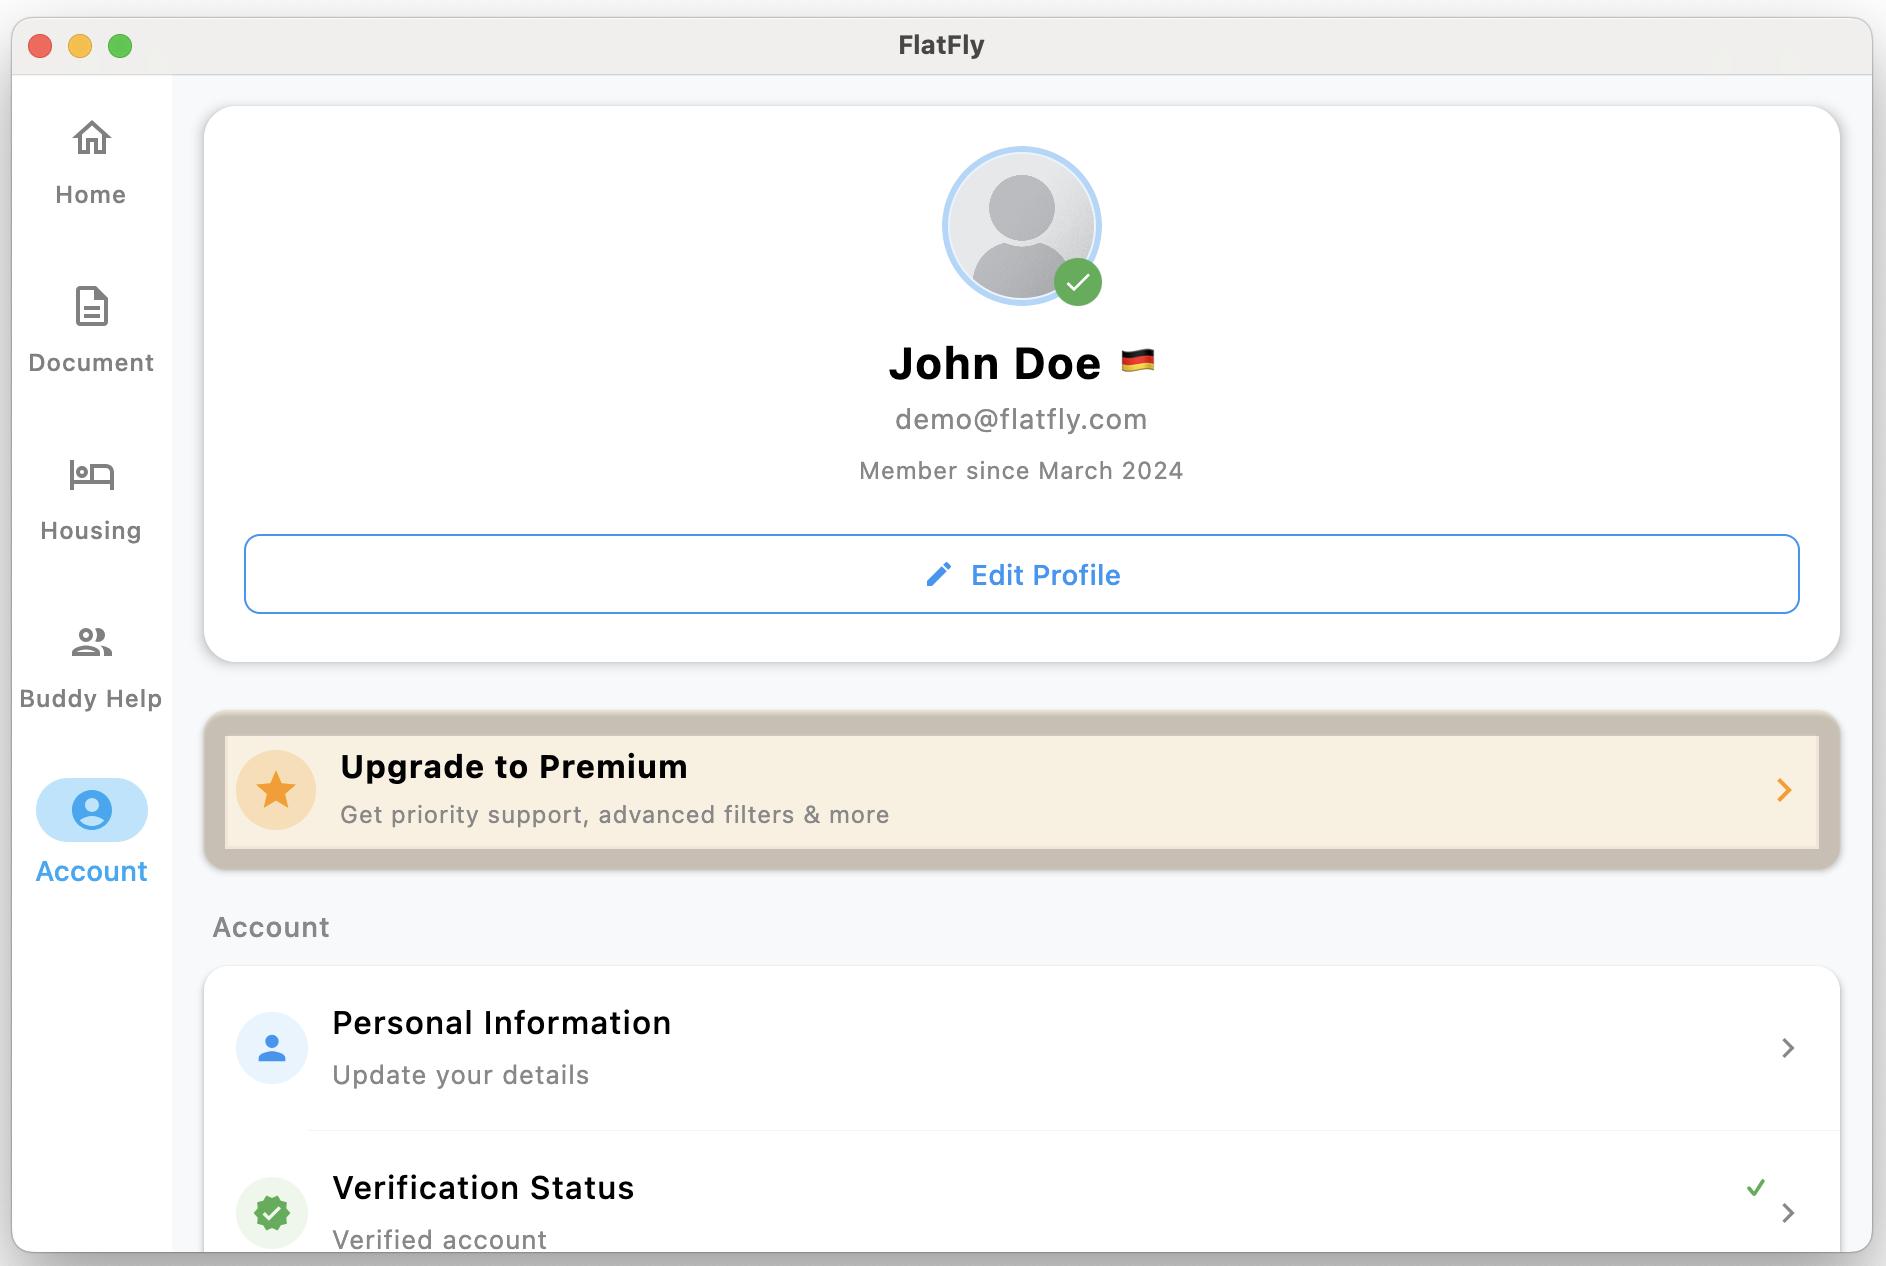 FlatFly
Home
Document
Housing
Buddy Help
Account
John Doe 🇩🇪
demo@flatfly.com
Member since March 2024
Edit Profile
Upgrade to Premium
Get priority support, advanced filters & more
Account
Personal Information
Update your details
Verification Status
Verified account